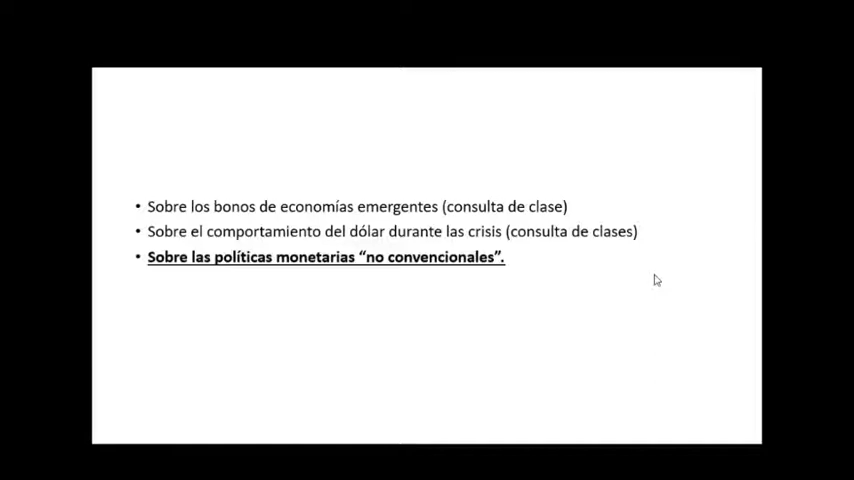 • Sobre los bonos de economías emergentes (consulta de clase)
• Sobre el comportamiento del dólar durante las crisis (consulta de clases)
• Sobre las políticas monetarias “no convencionales”.